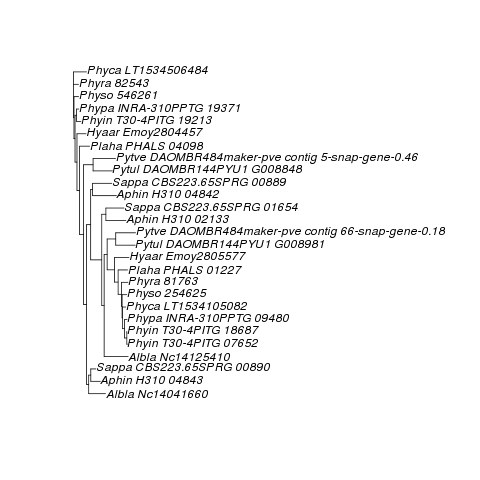 Phyca LT1534506484
Phyra 82543
Physo 546261
Phypa INRA-310PPTG 19371
Phyin T30-4PITG 19213
Hyaar Emoy2804457
Plaha PHALS 04098
Pytve DAOMBR484maker-pve contig 5-snap-gene-0.46
Pytul DAOMBR144PYU1 G008848
Sappa CBS223.65SPRG 00889
Aphin H310 04842
Sappa CBS223.65SPRG 01654
Aphin H310 02133
Pytve DAOMBR484maker-pve contig 66-snap-gene-0.18
Pytul DAOMBR144PYU1 G008981
Hyaar Emoy2805577
Plaha PHALS 01227
Phyra 81763
Physo 254625
Phyca LT1534105082
Phypa INRA-310PPTG 09480
Phyin T30-4PITG 18687
Phyin T30-4PITG 07652
Albla Nc14125410
Sappa CBS223.65SPRG 00890
Aphin H310 04843
Albla Nc14041660